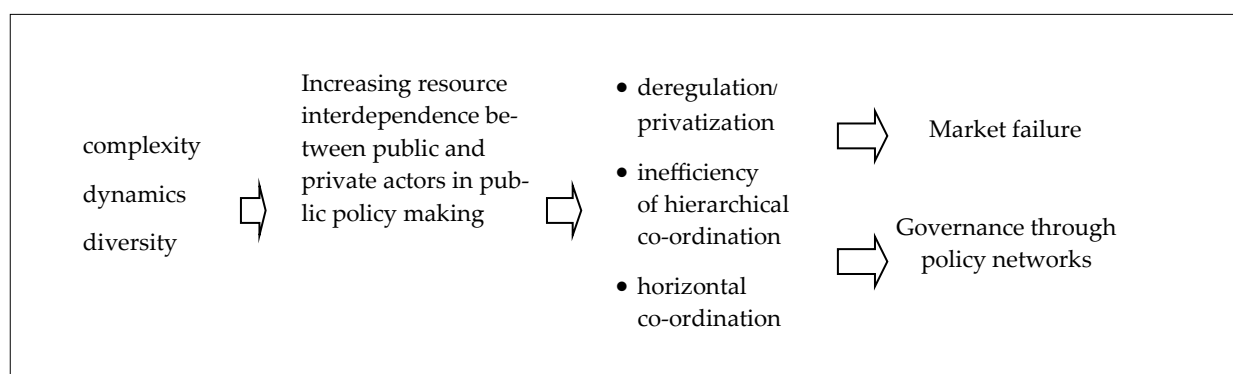 complexity
dynamics
diversity
Increasing resource
interdependence be-
tween public and
private actors in pub-
lic policy making
• deregulation/
privatization
• inefficiency
of hierarchical
co-ordination
• horizontal
co-ordination
Market failure
Governance through
policy networks